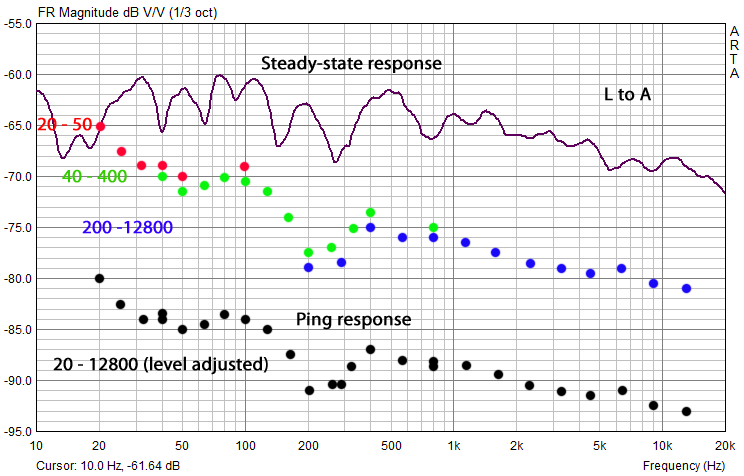 FR Magnitude dB V/V (1/3 oct)
-55.0
-60.0
-65.0
-70.0
-75.0
-80.0
-85.0
-90.0
-95.0
A
R
T
A
Steady-state response
L to A
20 - 50
40 - 400
200 -12800
Ping response
20 - 12800 (level adjusted)
10 20 50 100 200 500 1k 2k 5k 10k 20k
Cursor: 10.0 Hz, -61.64 dB Frequency (Hz)